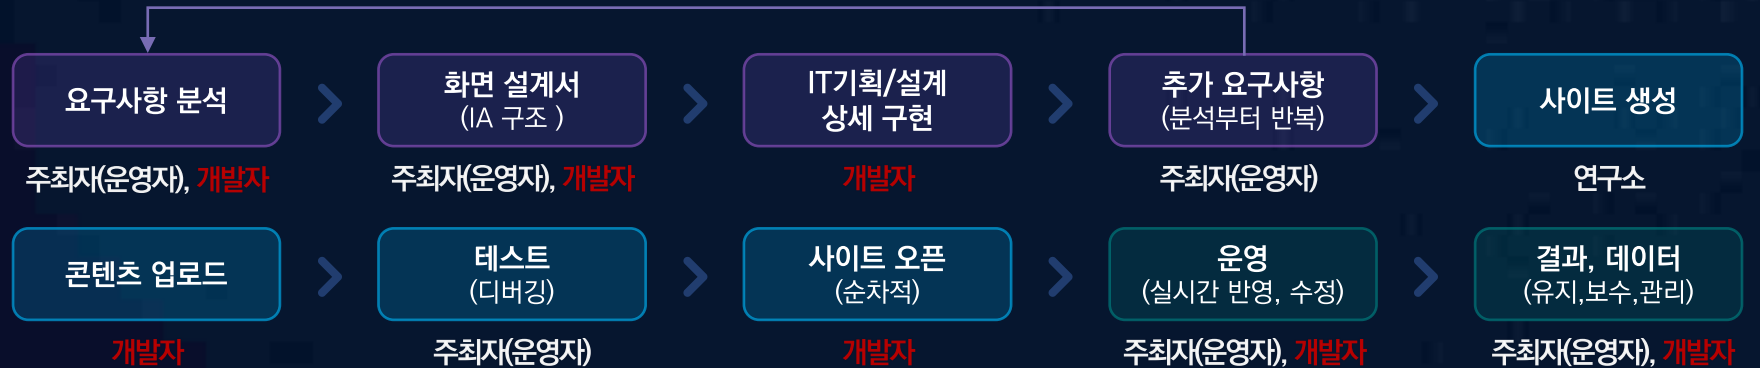 요구사항 분석
화면 설계서
(IA 구조 )
IT기획/설계
상세 구현
추가 요구사항
(분석부터 반복)
사이트 생성
주최자(운영자), 개발자
주최자(운영자), 개발자
개발자
주최자(운영자)
연구소
콘텐츠 업로드
테스트
(디버깅)
사이트 오픈
(순차적)
운영
(실시간 반영, 수정)
결과, 데이터
(유지,보수,관리)
개발자
주최자(운영자)
개발자
주최자(운영자), 개발자
주최자(운영자), 개발자